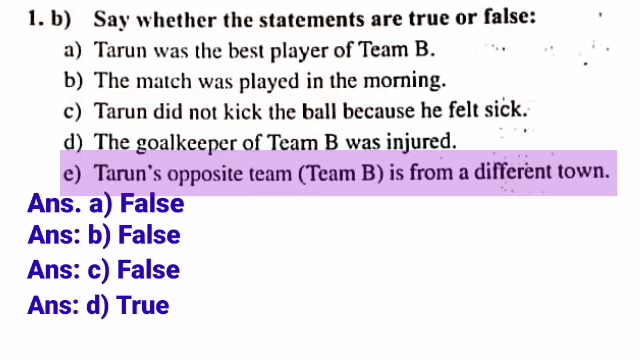 1. b) Say whether the statements are true or false:
a) Tarun was the best player of Team B.
b) The match was played in the morning.
c) Tarun did not kick the ball because he felt sick.
d) The goalkeeper of Team B was injured.
e) Tarun's opposite team (Team B) is from a different town.
Ans. a) False
Ans: b) False
Ans: c) False
Ans: d) True